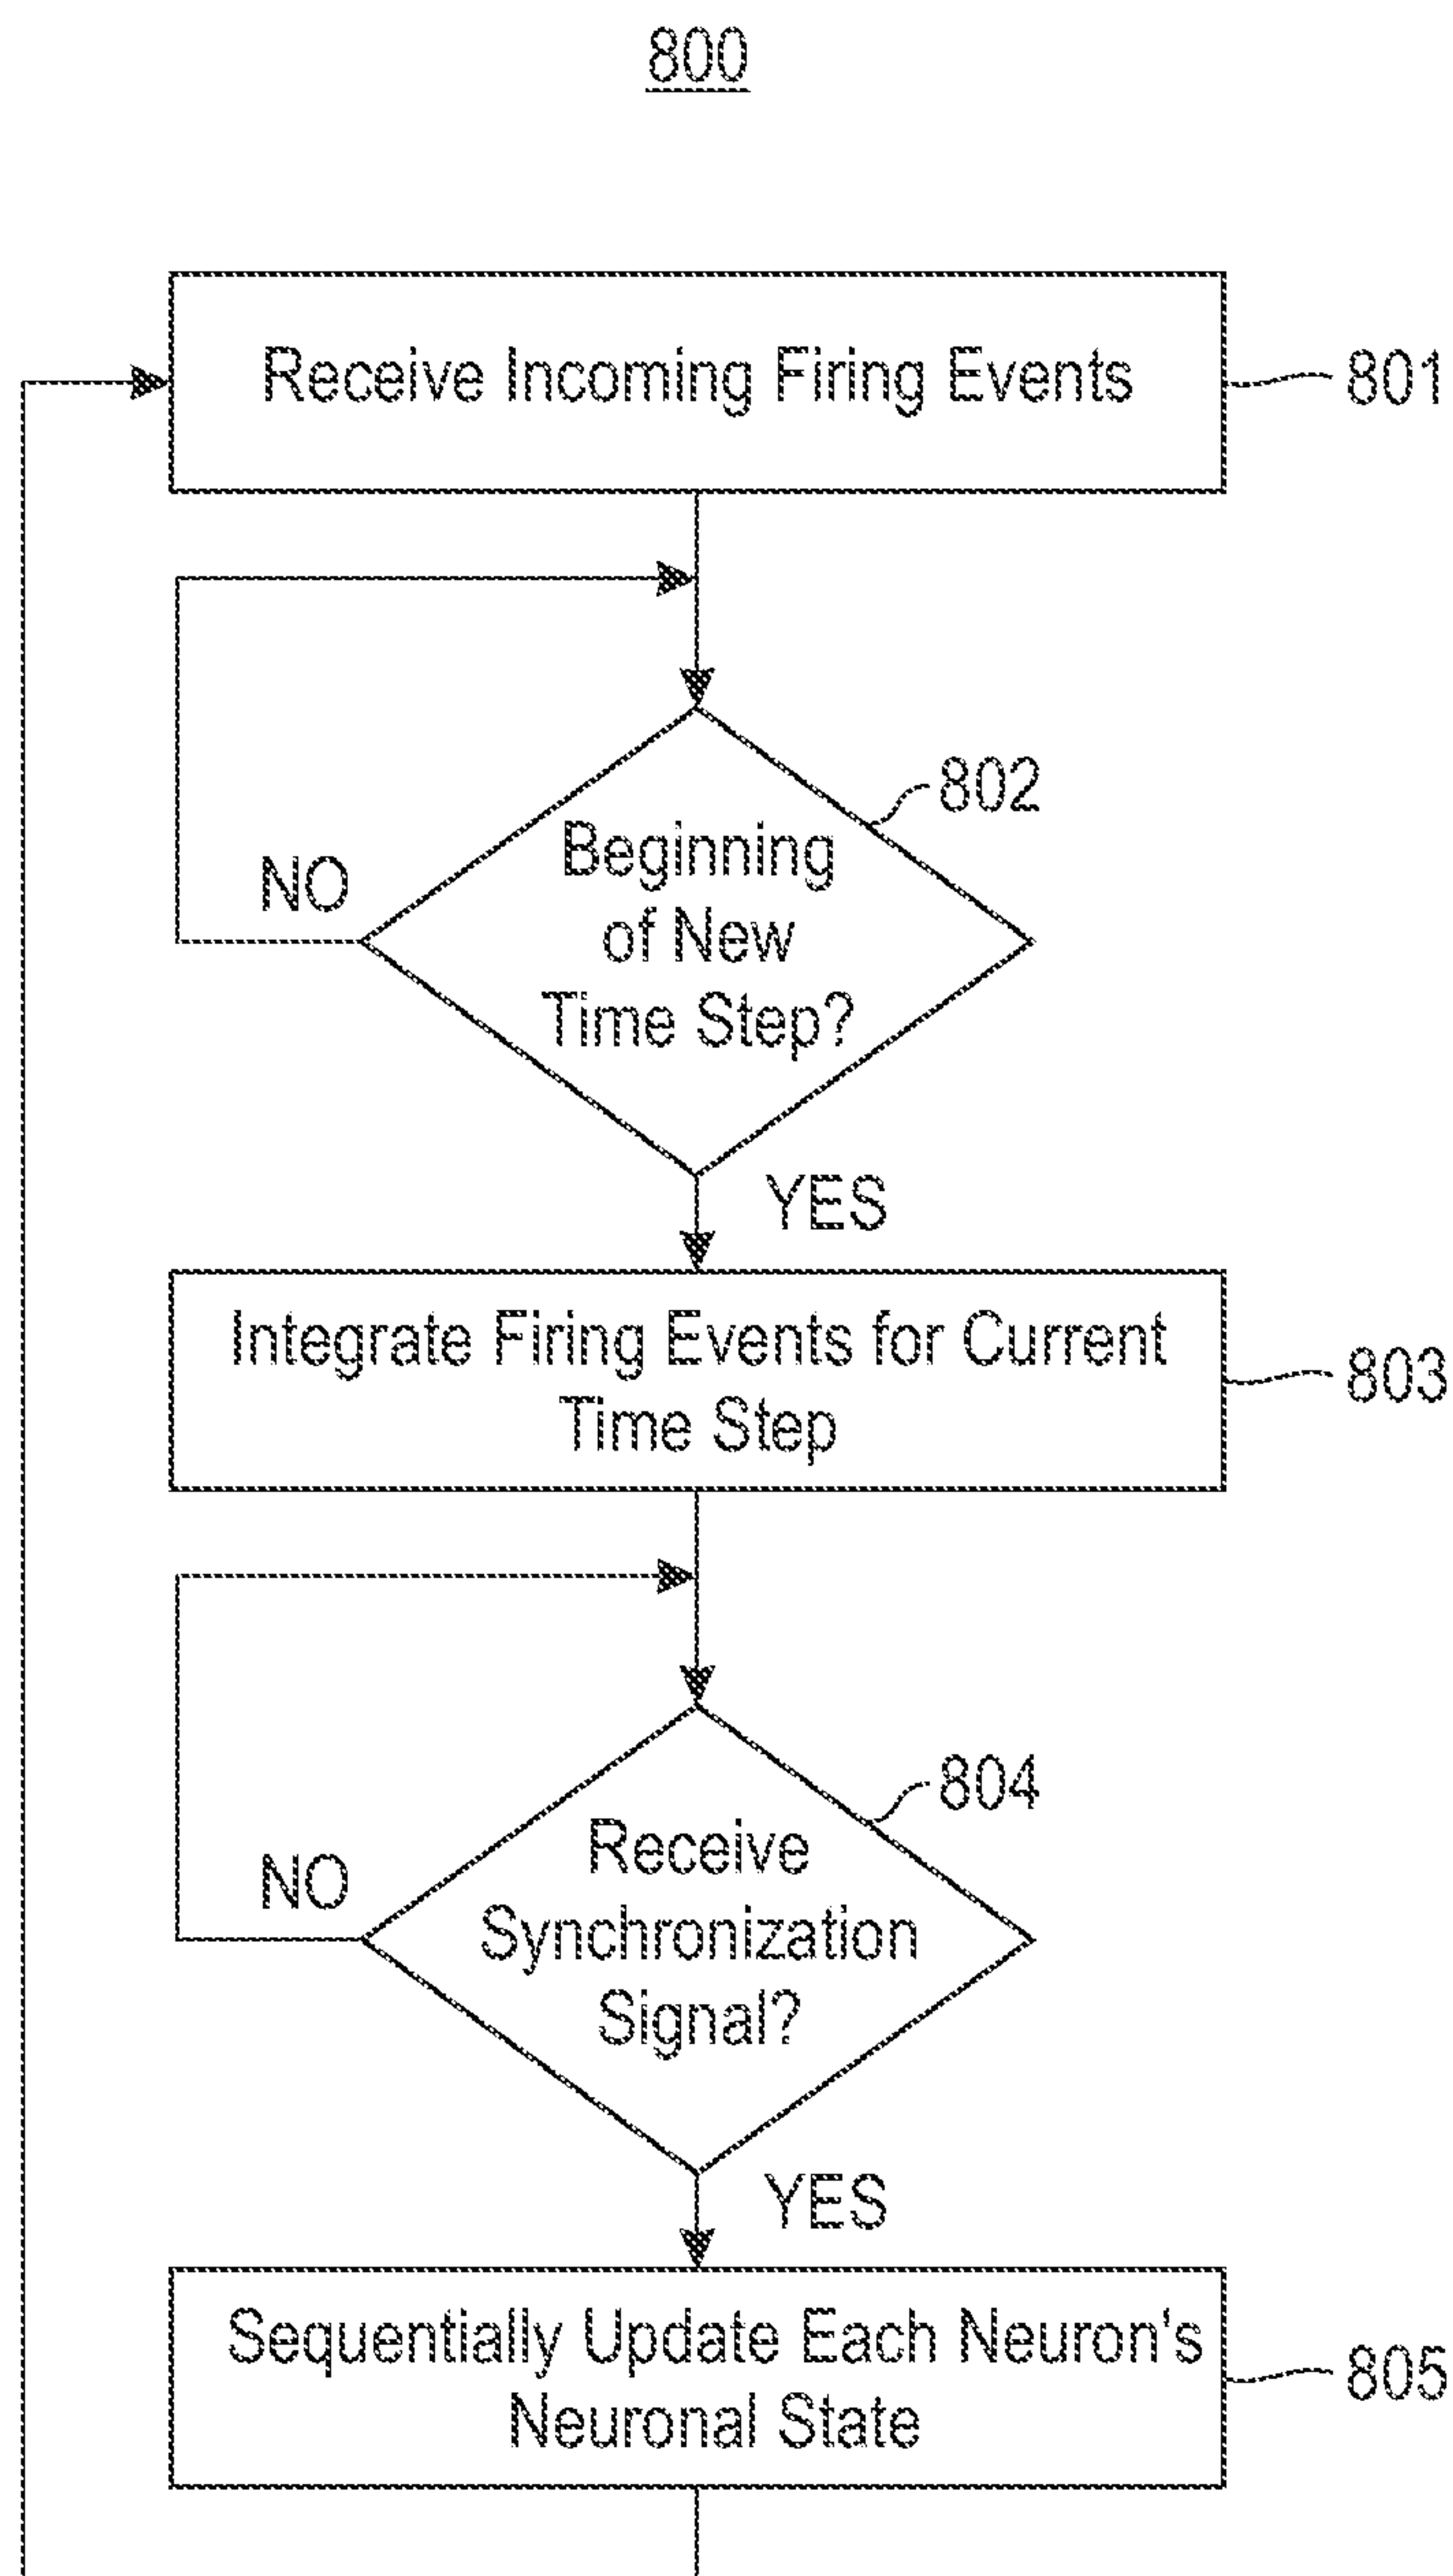 800
Receive Incoming Firing Events
801
802
Beginning
of New
Time Step?
NO
YES
Integrate Firing Events for Current
Time Step
803
804
Receive
Synchronization
Signal?
NO
YES
Sequentially Update Each Neuron's
Neuronal State
805